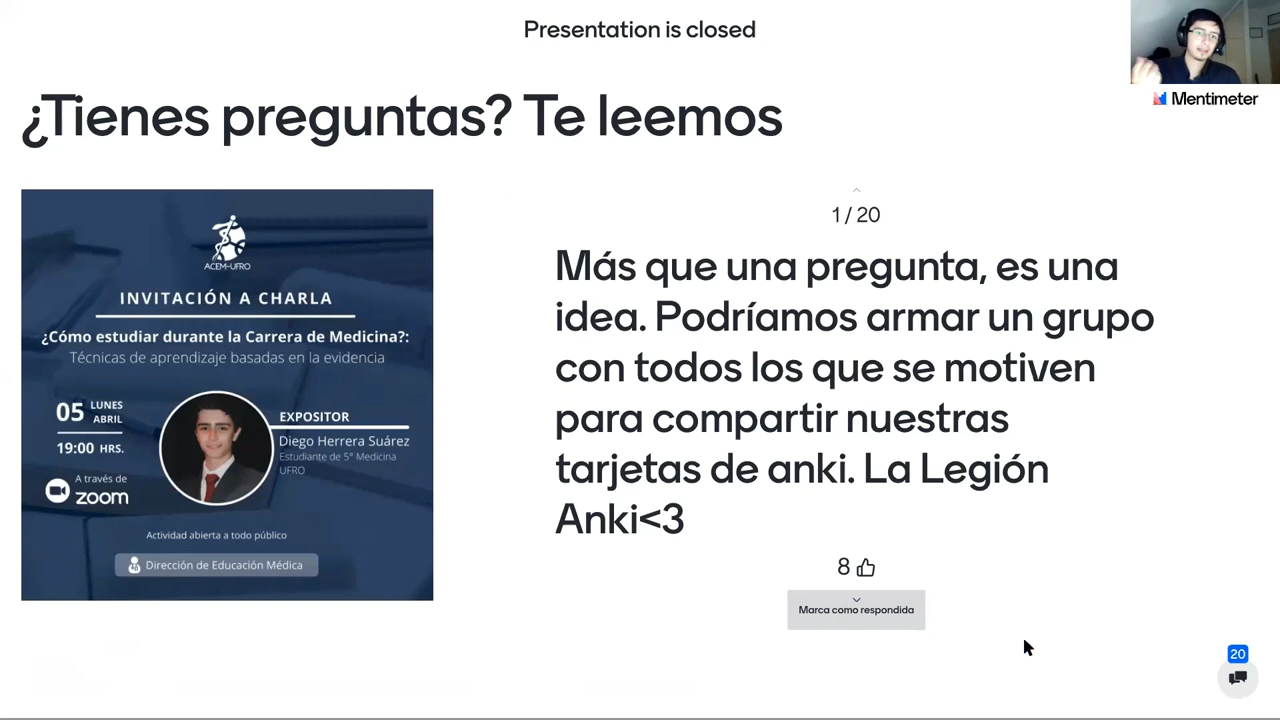 Presentation is closed
Mentimeter
¿Tienes preguntas? Te leemos
ACEM-UFRO
INVITACIÓN A CHARLA
¿Cómo estudiar durante la Carrera de Medicina?:
Técnicas de aprendizaje basadas en la evidencia
05 LUNES
ABRIL
19:00 HRS.
A través de
zoom
EXPOSITOR
Diego Herrera Suárez
Estudiante de 5° Medicina
UFRO
Actividad abierta a todo público
Dirección de Educación Médica
1 / 20
Más que una pregunta, es una
idea. Podríamos armar un grupo
con todos los que se motiven
para compartir nuestras
tarjetas de anki. La Legión
Anki<3
8
Marca como respondida
20